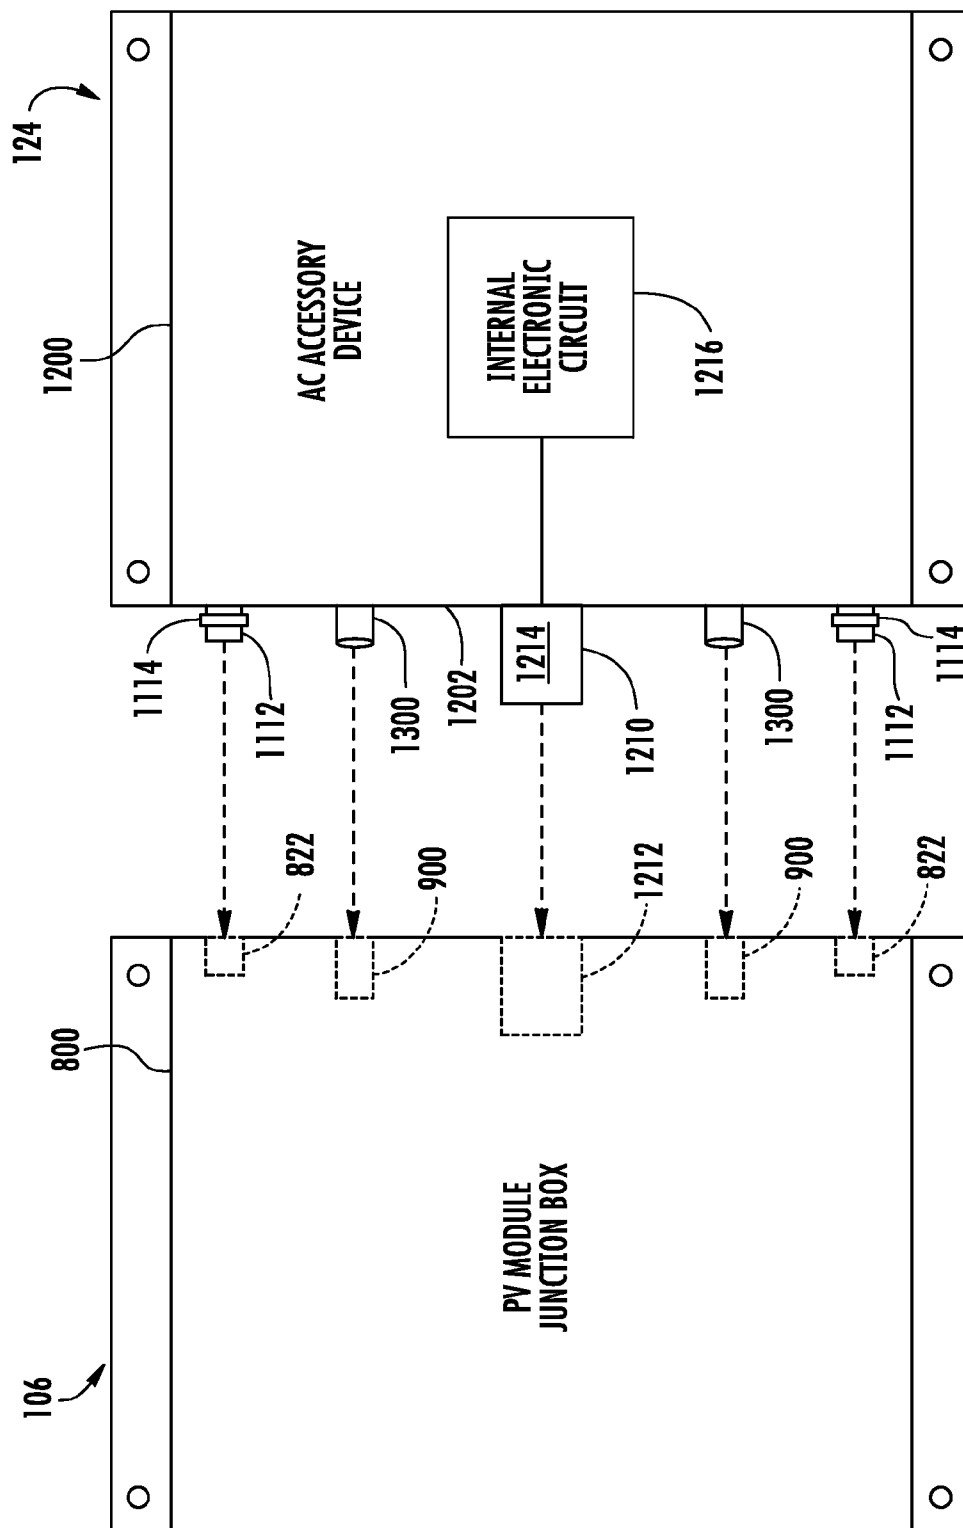 124
106
1200
800
1114
1112
822
AC ACCESSORY
DEVICE
1300
900
1202
INTERNAL
ELECTRONIC
CIRCUIT
PV MODULE
JUNCTION BOX
1214
1210
1212
1216
1300
900
1112
822
1114